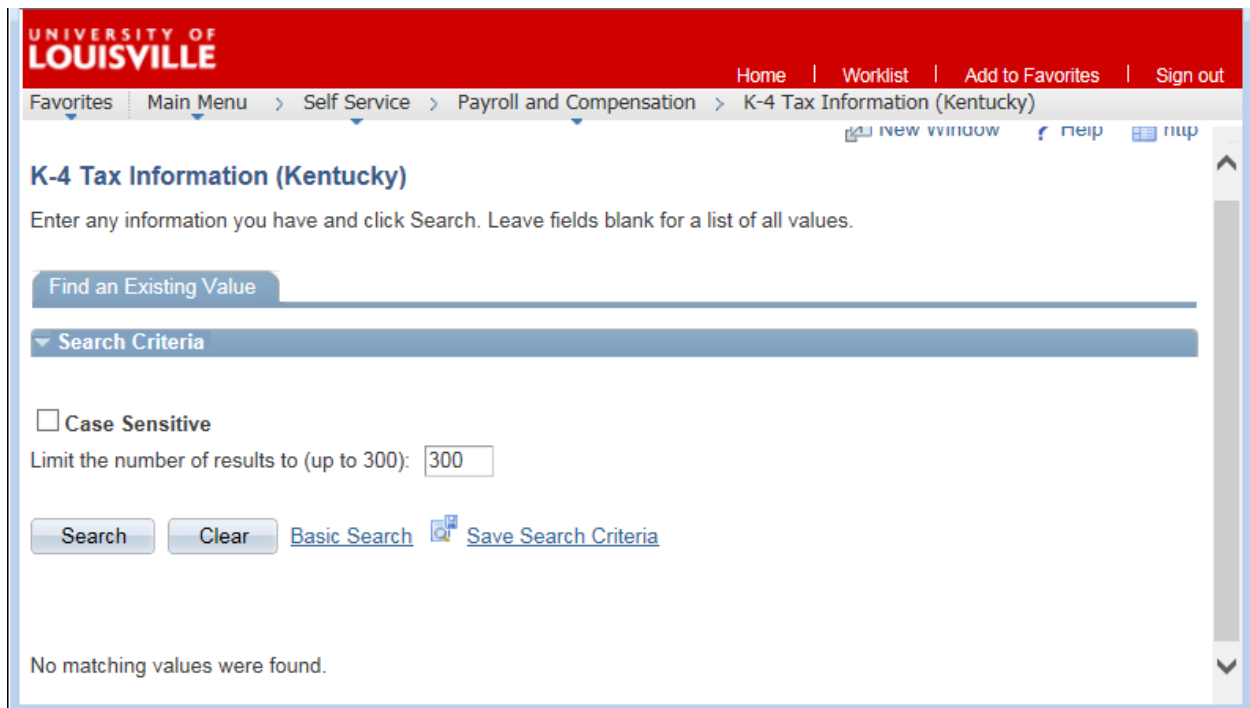 UNIVERSITY OF
LOUISVILLE
Home | Worklist | Add to Favorites | Sign out
Favorites Main Menu > Self Service > Payroll and Compensation > K-4 Tax Information (Kentucky)
New Window ? Help http
K-4 Tax Information (Kentucky)
Enter any information you have and click Search. Leave fields blank for a list of all values.
Find an Existing Value
Search Criteria
Case Sensitive
Limit the number of results to (up to 300): 300
Search Clear Basic Search Save Search Criteria
No matching values were found.